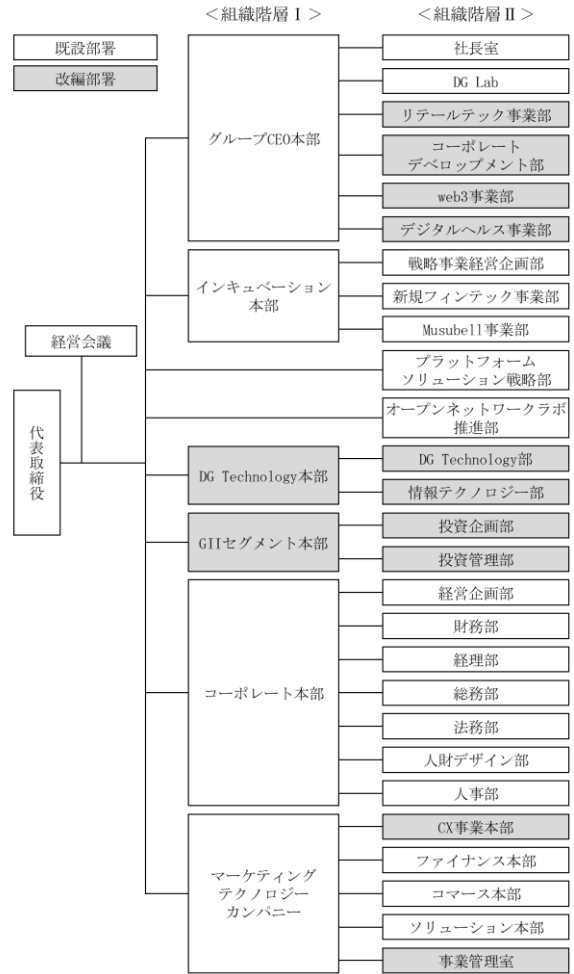 ＜組織階層Ⅰ＞
＜組織階層Ⅱ＞
既設部署
改編部署
経営会議
代表取締役
グループCEO本部
社長室
DG Lab
リテールテック事業部
コーポレート
デベロップメント部
web3事業部
デジタルヘルス事業部
インキュベーション
本部
戦略事業経営企画部
新規フィンテック事業部
Musubell事業部
プラットフォーム
ソリューション戦略部
オープンネットワークラボ
推進部
DG Technology本部
DG Technology部
情報テクノロジー部
GIIセグメント本部
投資企画部
投資管理部
コーポレート本部
経営企画部
財務部
経理部
総務部
法務部
人財デザイン部
人事部
マーケティング
テクノロジー
カンパニー
CX事業本部
ファイナンス本部
コマース本部
ソリューション本部
事業管理室